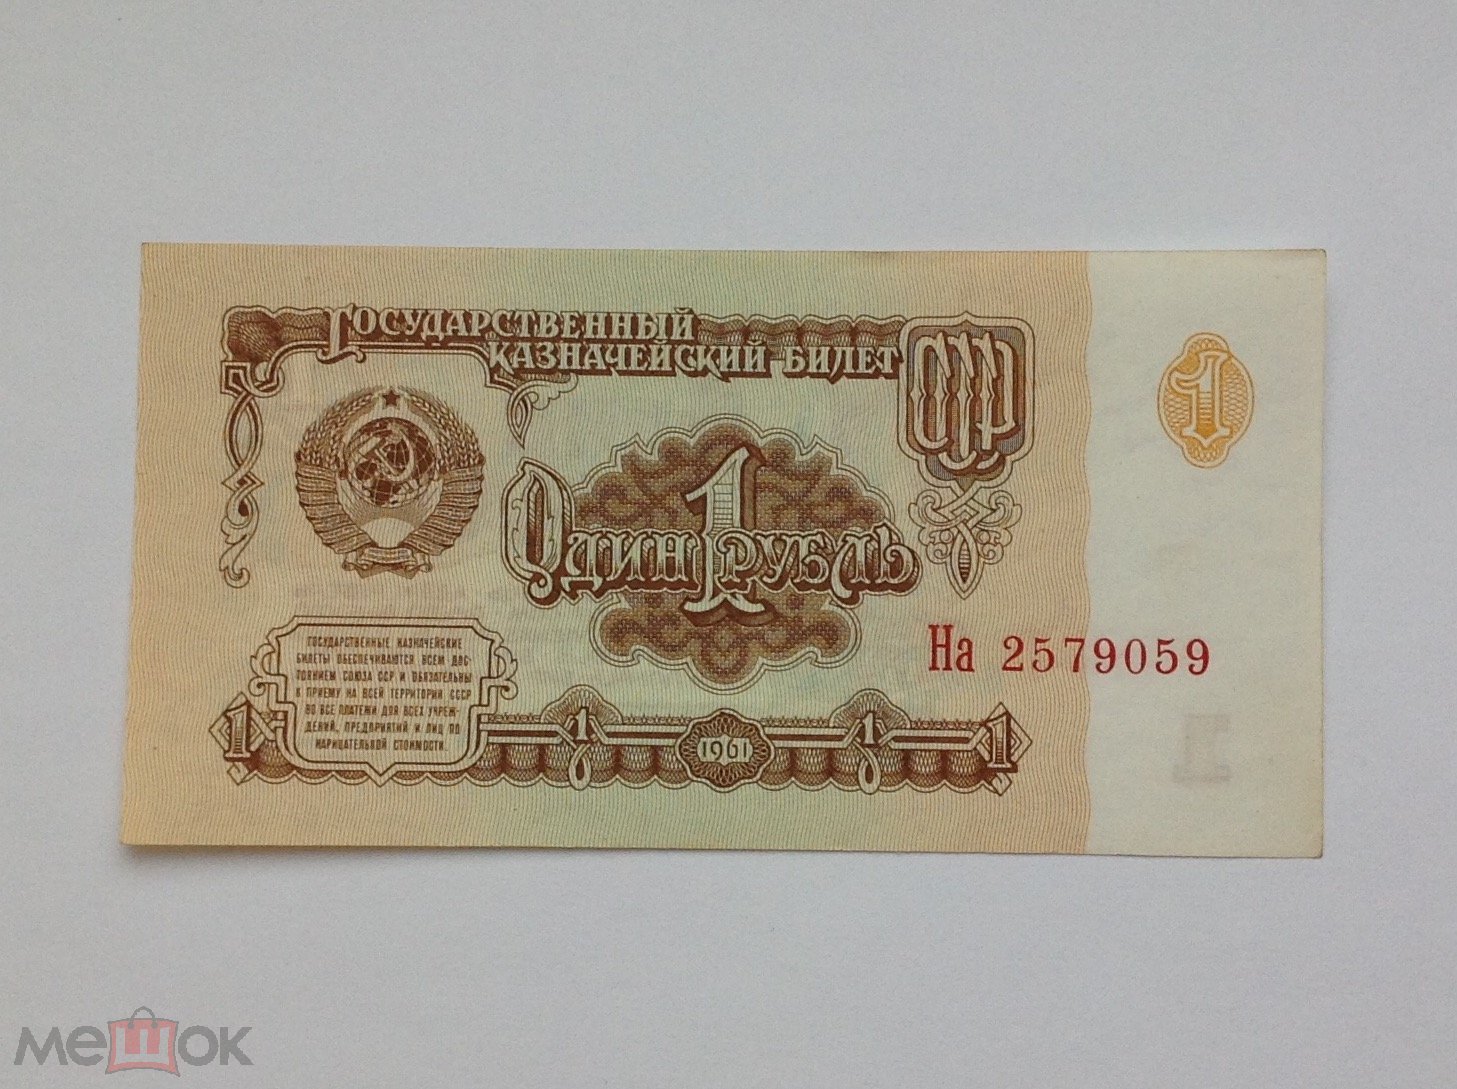 Государственный
казначейский билет
СССР
1
1
Один рубль
На 2579059
Государственные казначейские
билеты обеспечиваются всем дос-
тоянием Союза ССР и обязательны
к приему на всей территории СССР
во все платежи для всех учреж-
дений, предприятий и лиц по
нарицательной стоимости.
1
1
1961
1
1
мешок